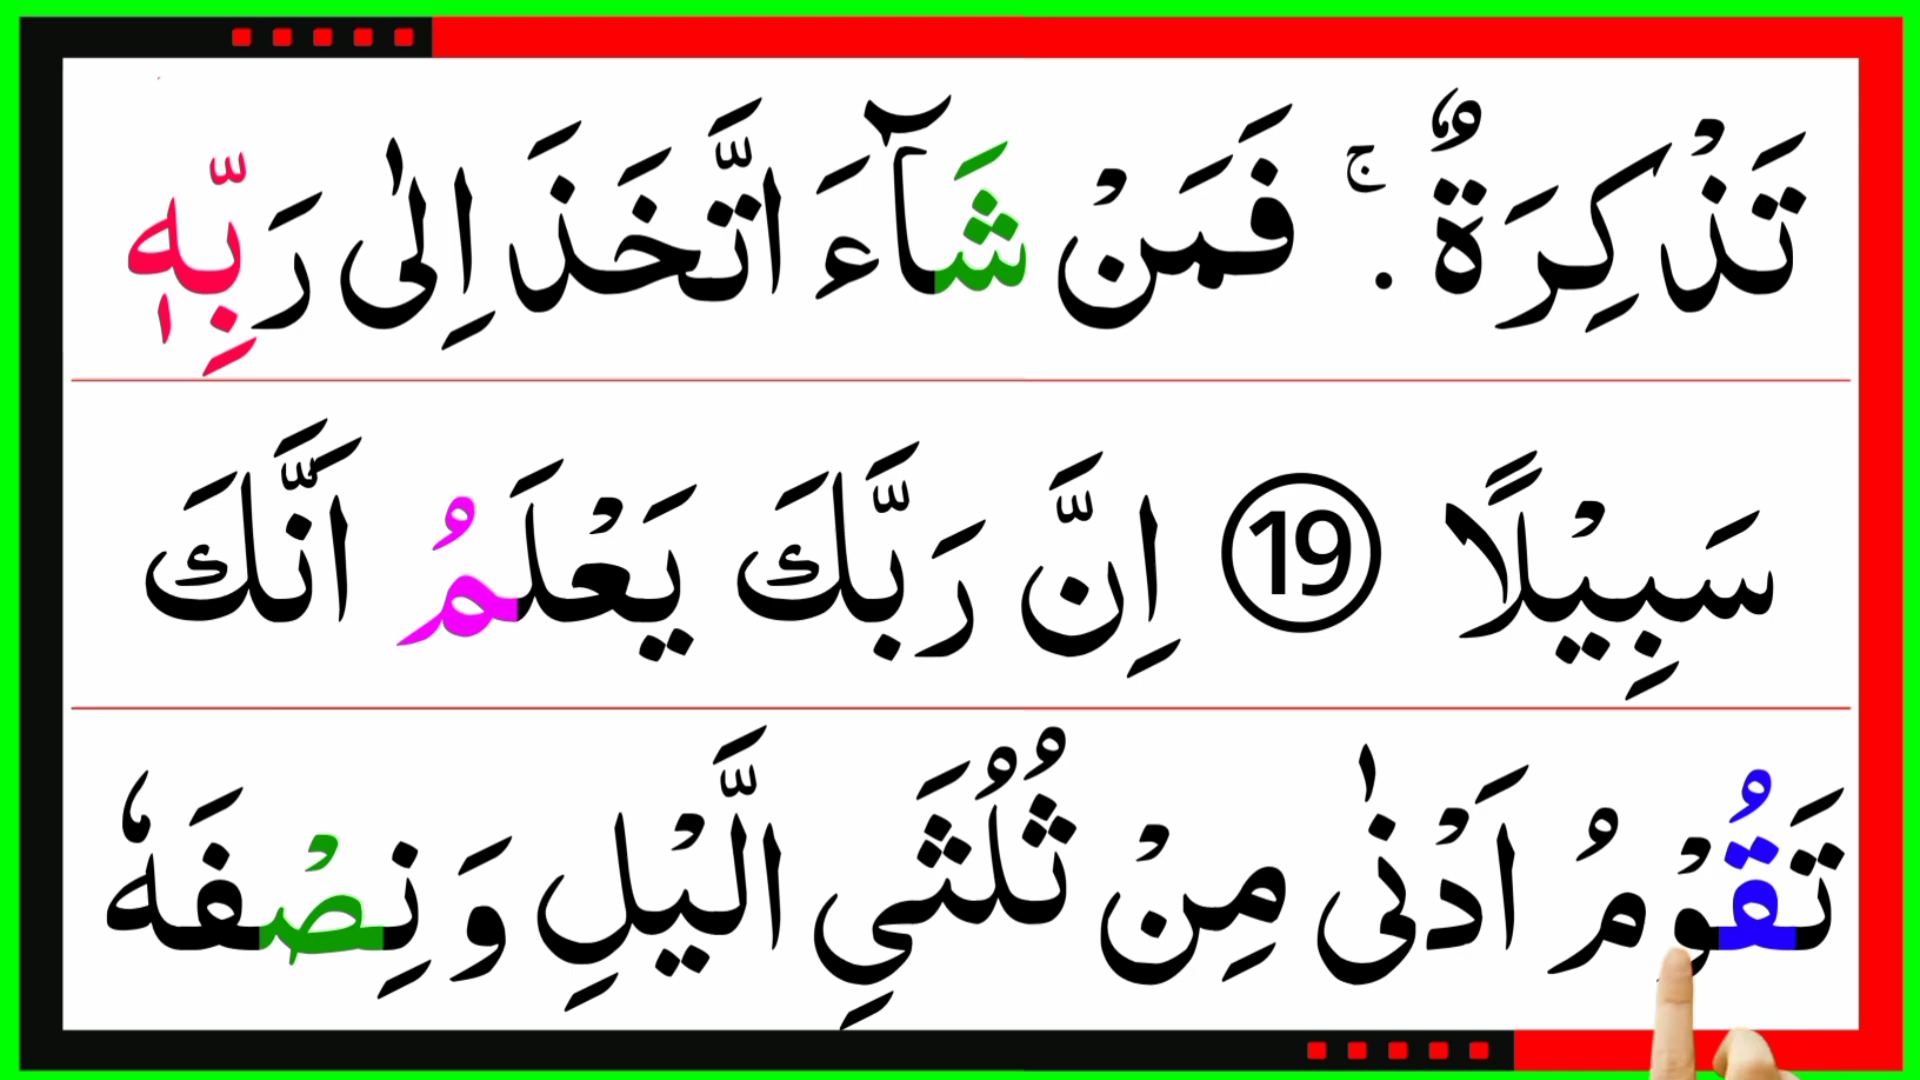 تَذْكِرَةٌ ۚ. فَمَنْ شَآءَ اتَّخَذَ اِلٰى رَبِّهٖ
سَبِيْلًا 19 اِنَّ رَبَّكَ يَعْلَمُ اَنَّكَ
تَقُوْمُ اَدْنٰى مِنْ ثُلُثَيِ الَّيْلِ وَ نِصْفَهٗ